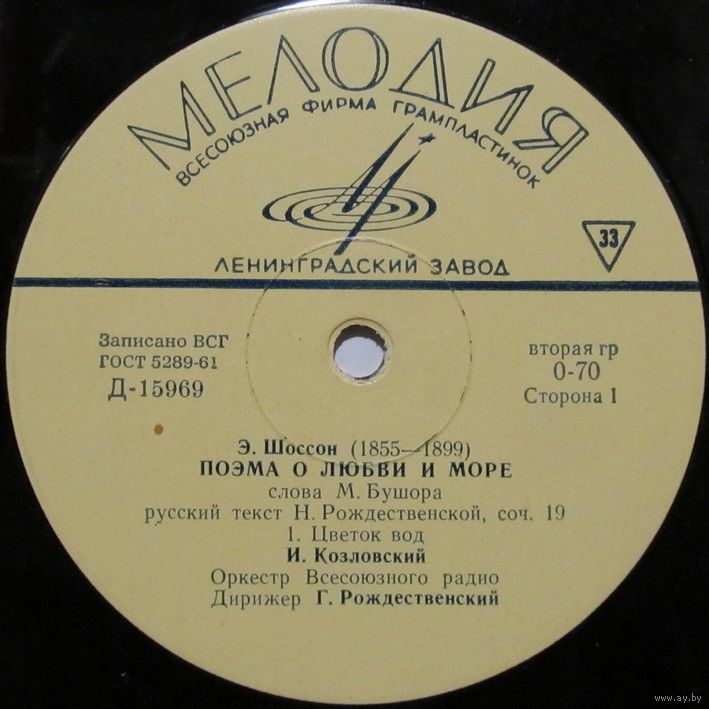 МЕЛОДИЯ
ВСЕСОЮЗНАЯ ФИРМА ГРАМПЛАСТИНОК
ЛЕНИНГРАДСКИЙ ЗАВОД
33
Записано ВСГ
ГОСТ 5289-61
Д-15969
вторая гр
0-70
Сторона 1
Э. Шоссон (1855—1899)
ПОЭМА О ЛЮБВИ И МОРЕ
слова М. Бушора
русский текст Н. Рождественской, соч. 19
1. Цветок вод
И. Козловский
Оркестр Всесоюзного радио
Дирижер Г. Рождественский
www.ay.by